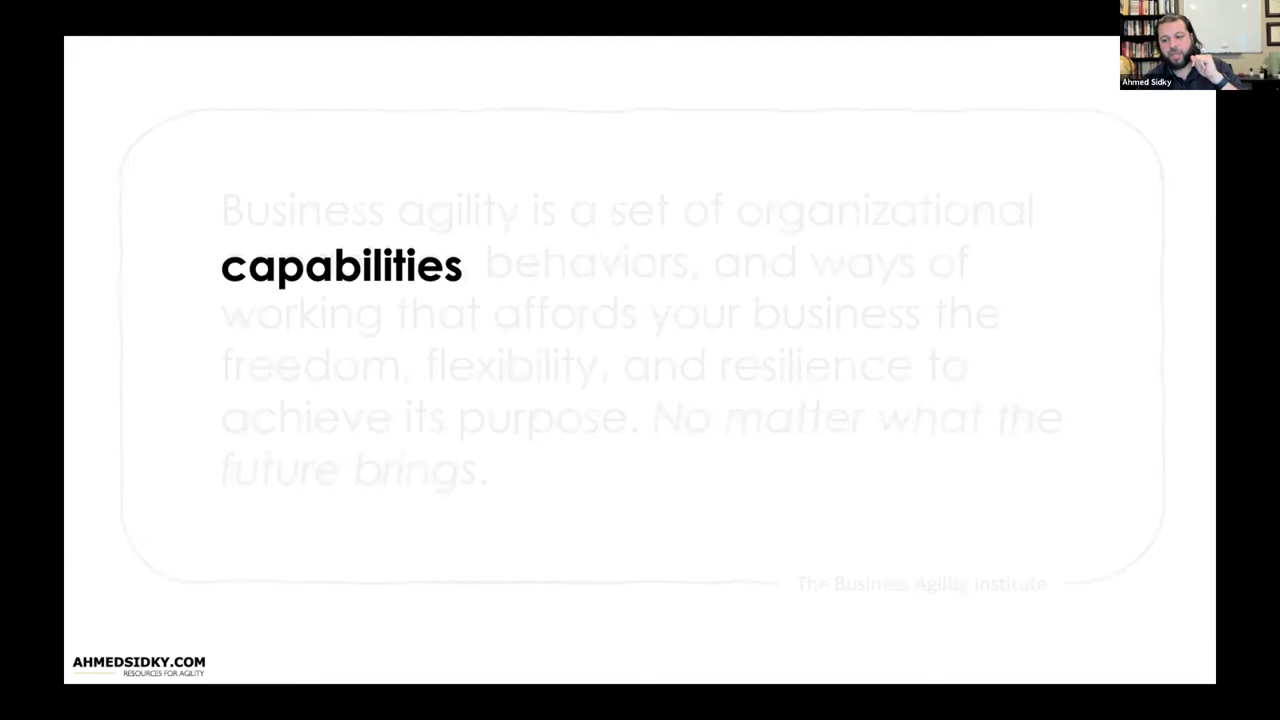 Ahmed Sidky
Business agility is a set of organizational
capabilities behaviors, and ways of
working that affords your business the
freedom, flexibility, and resilience to
achieve its purpose. No matter what the
future brings.
The Business Agility Institute
AHMEDSIDKY.COM
RESOURCES FOR AGILITY